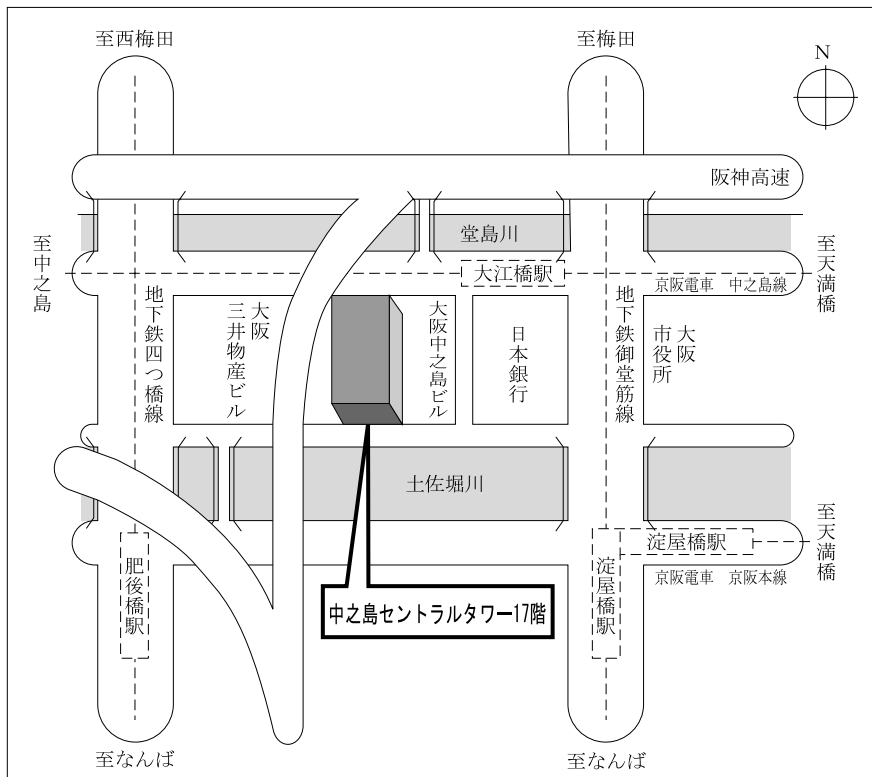 至西梅田
至梅田
N
阪神高速
堂島川
至中之島
大江橋駅
至天満橋
京阪電車 中之島線
地下鉄四つ橋線
大阪
三井物産ビル
大阪中之島ビル
日本銀行
地下鉄御堂筋線
大阪
市役所
土佐堀川
至天満橋
淀屋橋駅
京阪電車 京阪本線
肥後橋駅
淀屋橋駅
中之島セントラルタワー17階
至なんば
至なんば